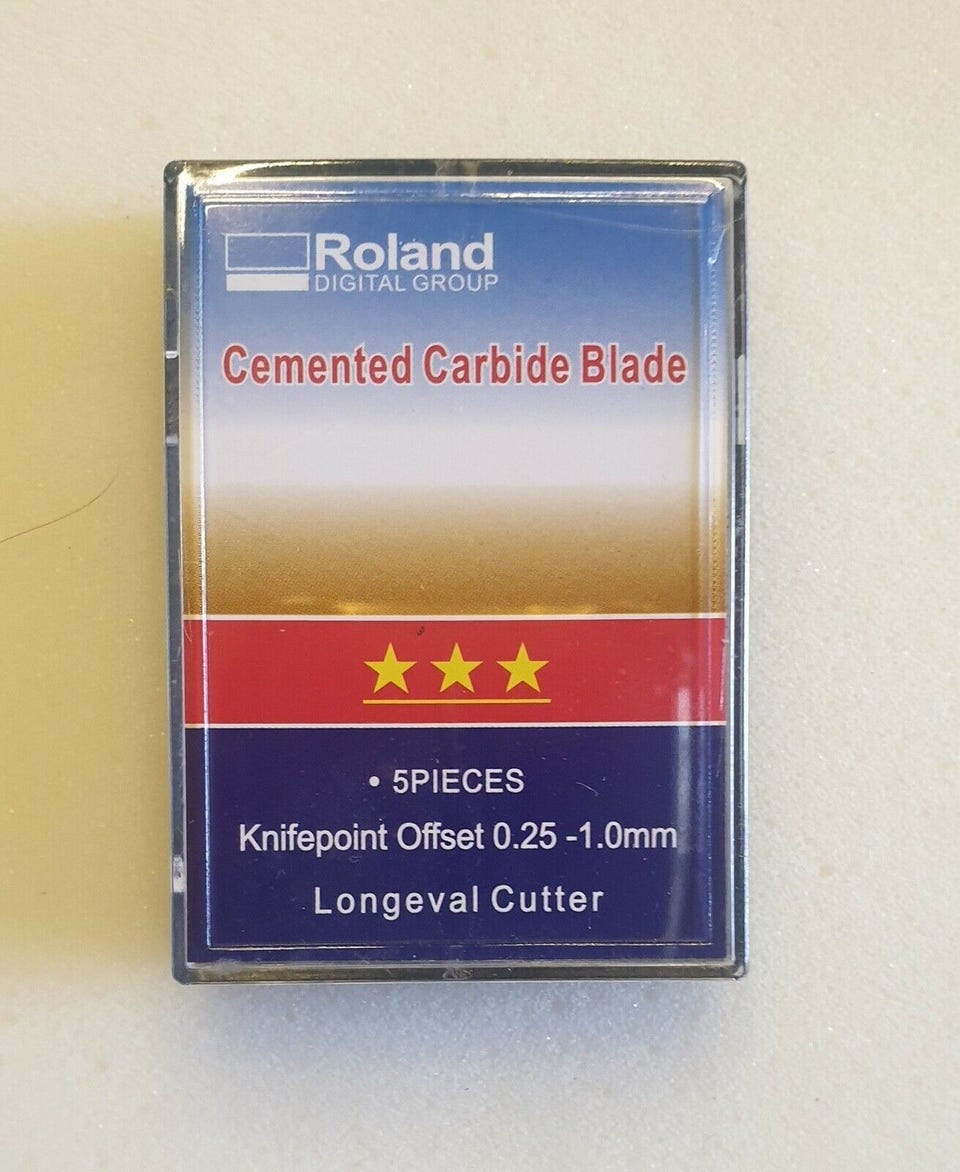 Roland
DIGITAL GROUP
Cemented Carbide Blade
• 5PIECES
Knifepoint Offset 0.25 -1.0mm
Longeval Cutter